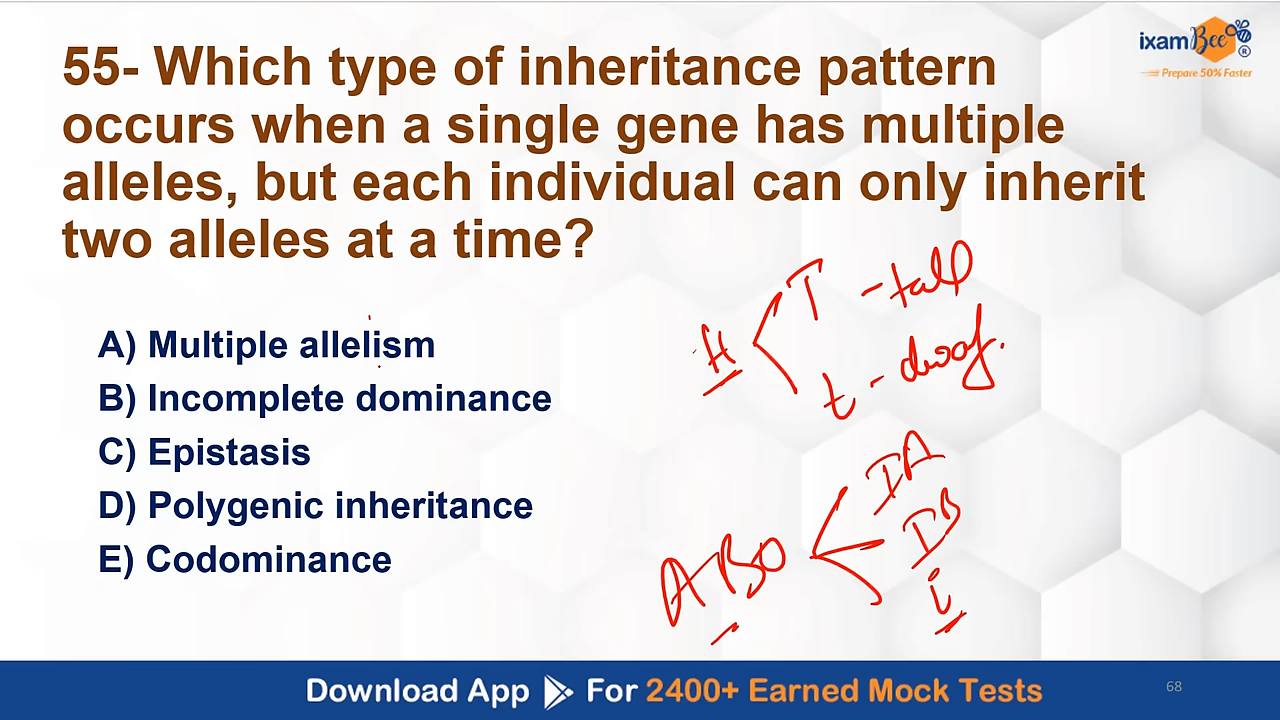 ixamBee
®
Prepare 50% Faster
55- Which type of inheritance pattern
occurs when a single gene has multiple
alleles, but each individual can only inherit
two alleles at a time?
A) Multiple allelism
B) Incomplete dominance
C) Epistasis
D) Polygenic inheritance
E) Codominance
H
T - tall
t - dwarf.
ABO
IA
IB
i
Download App For 2400+ Earned Mock Tests
68